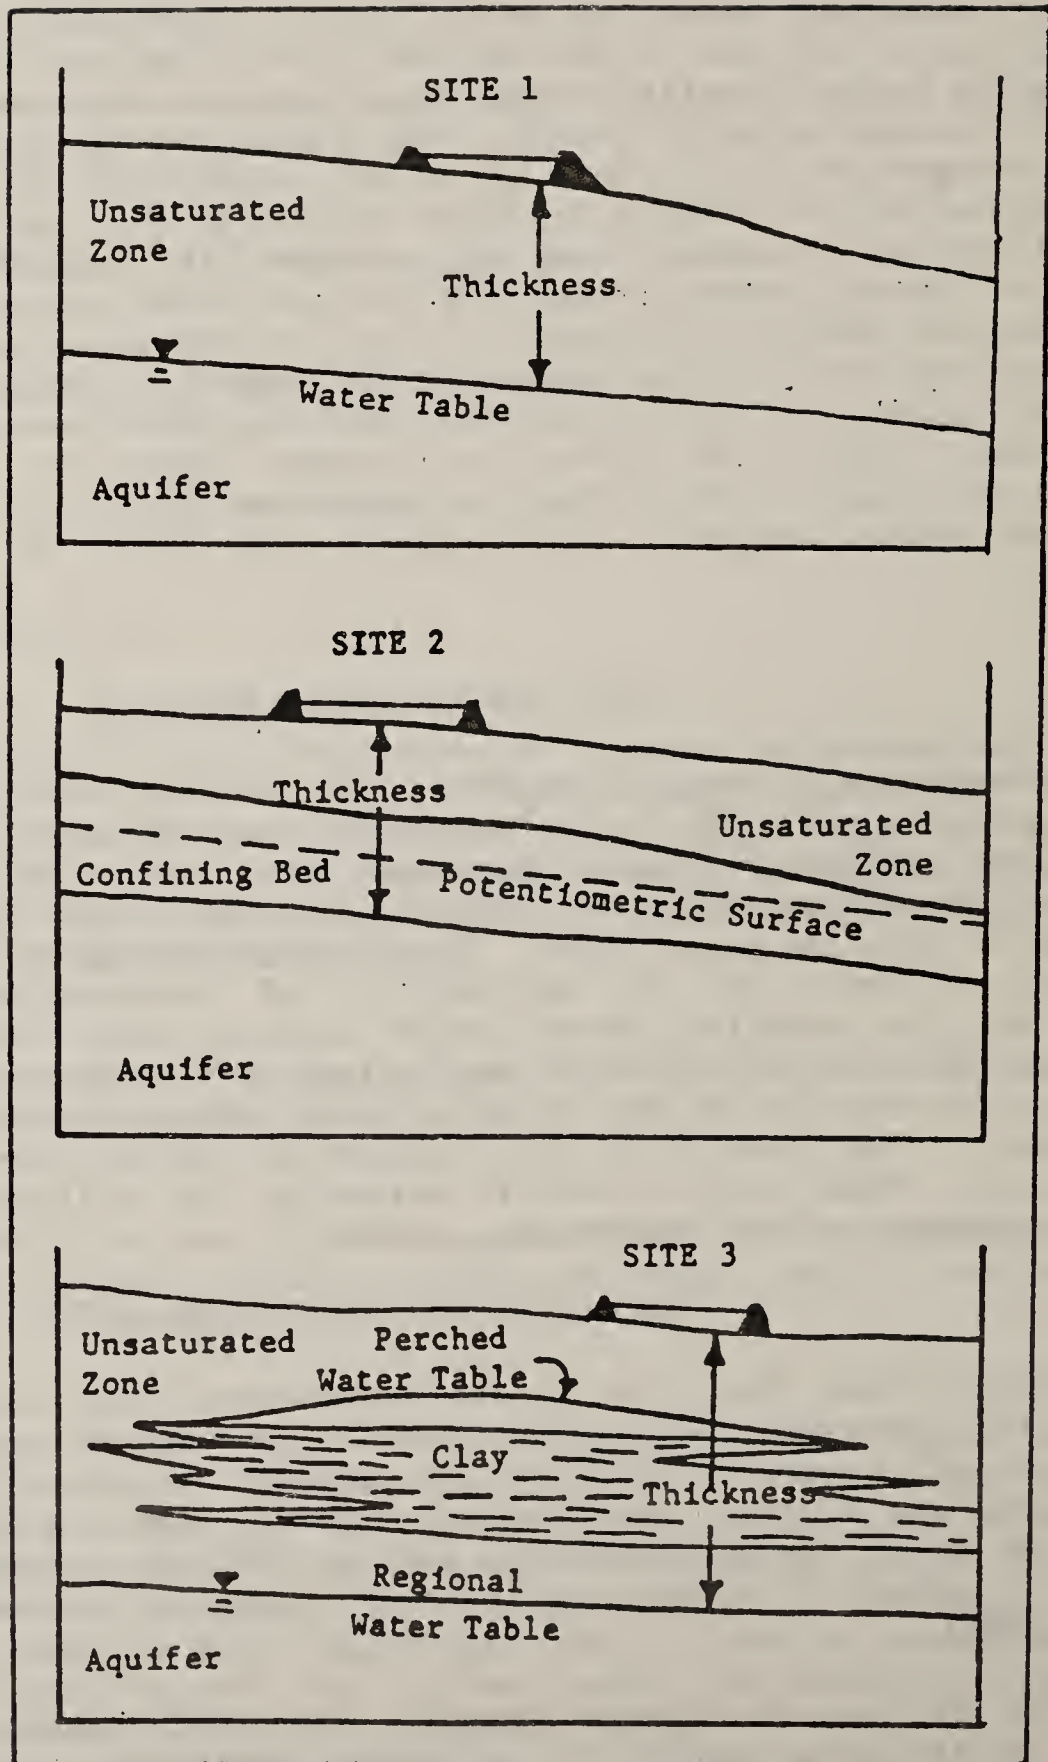 SITE 1
Unsaturated
Zone
Thickness
Water Table
Aquifer
SITE 2
Thickness
Unsaturated
Zone
Confining Bed
Potentiometric Surface
Aquifer
SITE 3
Unsaturated
Zone
Perched
Water Table
Clay
Thickness
Regional
Water Table
Aquifer